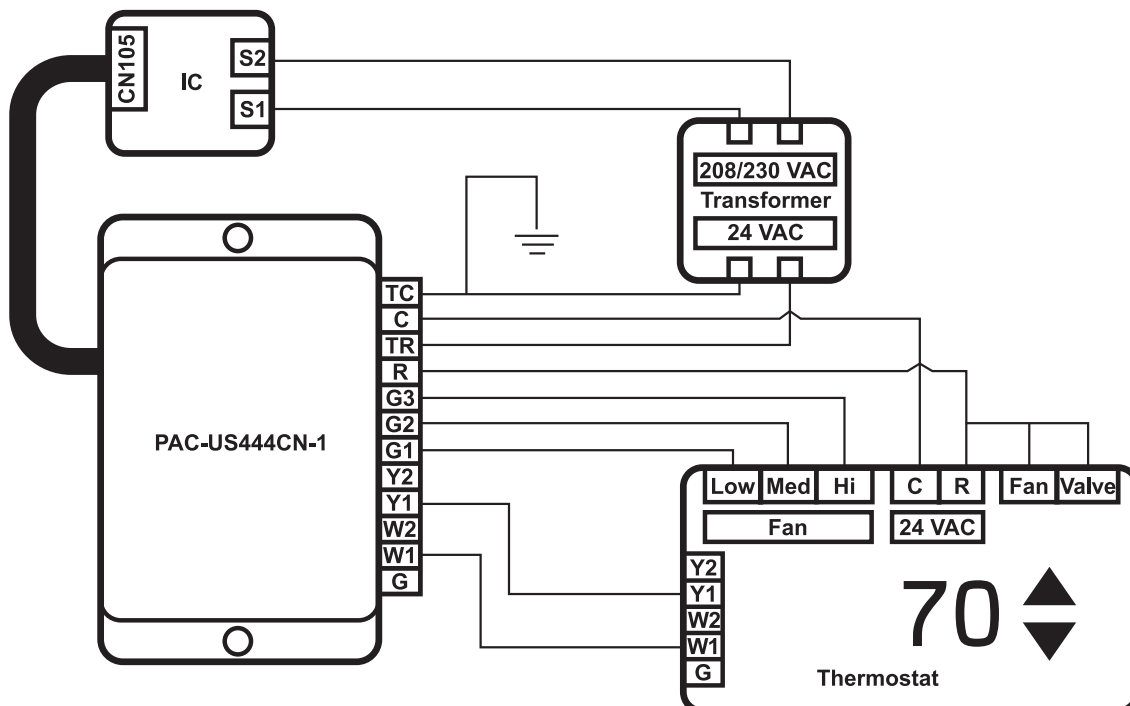 CN105
IC
S2
S1
208/230 VAC
Transformer
24 VAC
PAC-US444CN-1
TC
C
TR
R
G3
G2
G1
Y2
Y1
W2
W1
G
Low Med Hi C R Fan Valve
Fan 24 VAC
Y2
Y1
W2
W1
G
70
Thermostat